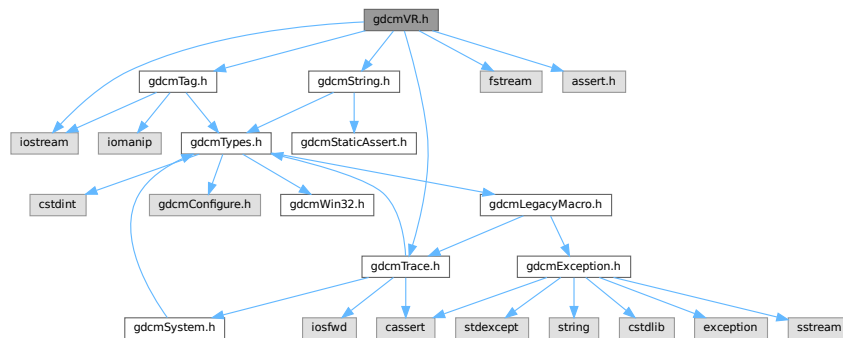 gdcmVR.h
gdcmTag.h
gdcmString.h
fstream
assert.h
iostream
iomanip
gdcmTypes.h
gdcmStaticAssert.h
cstdint
gdcmConfigure.h
gdcmWin32.h
gdcmLegacyMacro.h
gdcmTrace.h
gdcmException.h
gdcmSystem.h
iosfwd
cassert
stdexcept
string
cstdlib
exception
sstream